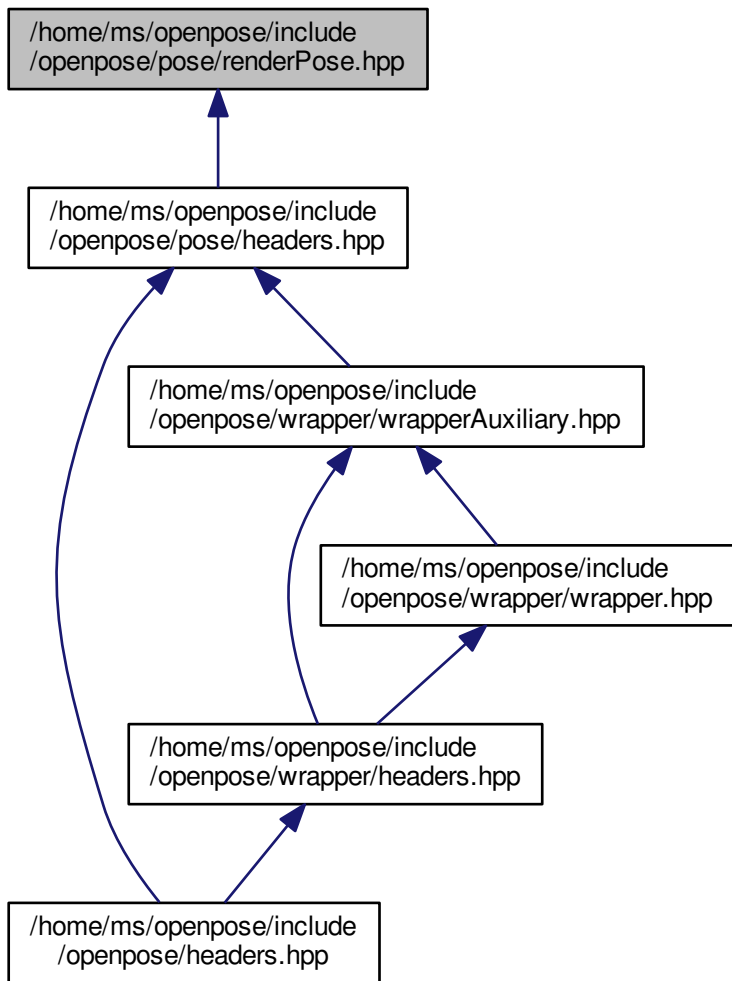 /home/ms/openpose/include
/openpose/pose/renderPose.hpp
/home/ms/openpose/include
/openpose/pose/headers.hpp
/home/ms/openpose/include
/openpose/wrapper/wrapperAuxiliary.hpp
/home/ms/openpose/include
/openpose/wrapper/wrapper.hpp
/home/ms/openpose/include
/openpose/wrapper/headers.hpp
/home/ms/openpose/include
/openpose/headers.hpp